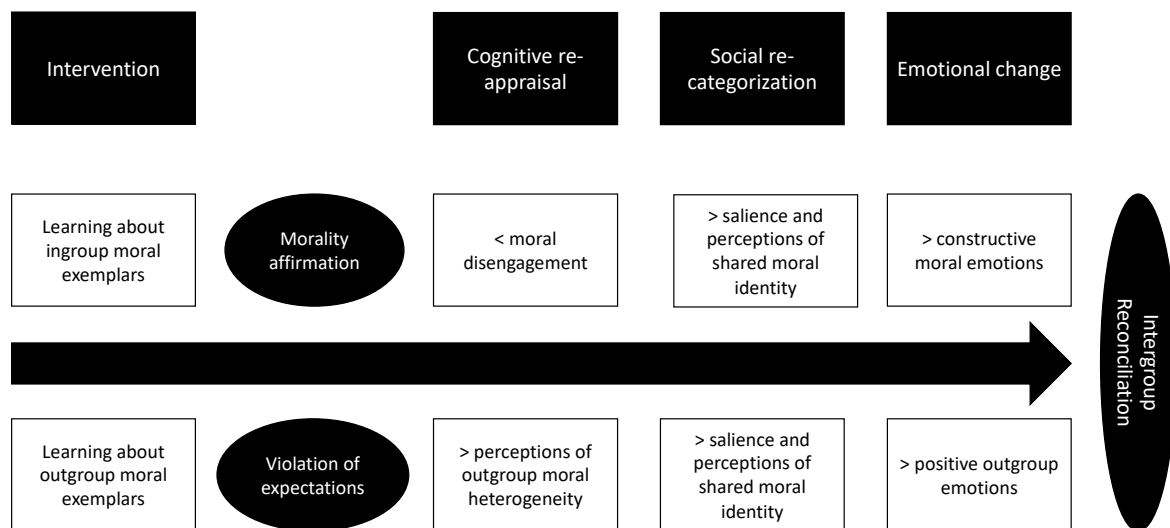 Intervention
Cognitive re-
appraisal
Social re-
categorization
Emotional change
Learning about
ingroup moral
exemplars
Morality
affirmation
< moral
disengagement
> salience and
perceptions of
shared moral
identity
> constructive
moral emotions
Intergroup
Reconciliation
Learning about
outgroup moral
exemplars
Violation of
expectations
> perceptions of
outgroup moral
heterogeneity
> salience and
perceptions of
shared moral
identity
> positive outgroup
emotions